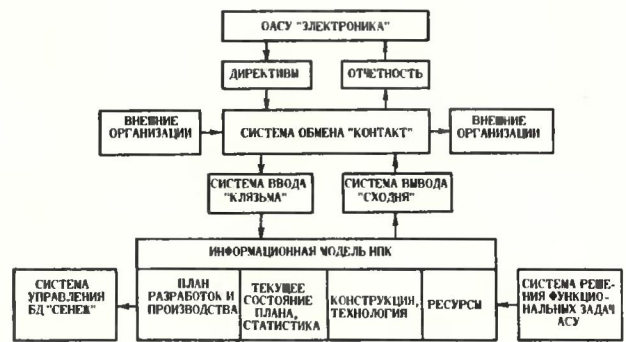 ОАСУ "ЭЛЕКТРОНИКА"
ДИРЕКТИВЫ
ОТЧЕТНОСТЬ
ВНЕШНИЕ
ОРГАНИЗАЦИИ
СИСТЕМА ОБМЕНА "КОНТАКТ"
ВНЕШНИЕ
ОРГАНИЗАЦИИ
СИСТЕМА ВВОДА
"КЛЯЗЬМА"
СИСТЕМА ВЫВОДА
"СХОДНЯ"
ИНФОРМАЦИОННАЯ МОДЕЛЬ НПК
СИСТЕМА
УПРАВЛЕНИЯ
БД "СЕНЕЖ"
ПЛАН
РАЗРАБОТОК И
ПРОИЗВОДСТВА
ТЕКУЩЕЕ
СОСТОЯНИЕ
ПЛАНА,
СТАТИСТИКА
КОНСТРУКЦИЯ,
ТЕХНОЛОГИЯ
РЕСУРСЫ
СИСТЕМА РЕШЕ-
НИЯ ФУНКЦИО-
НАЛЬНЫХ ЗАДАЧ
АСУ